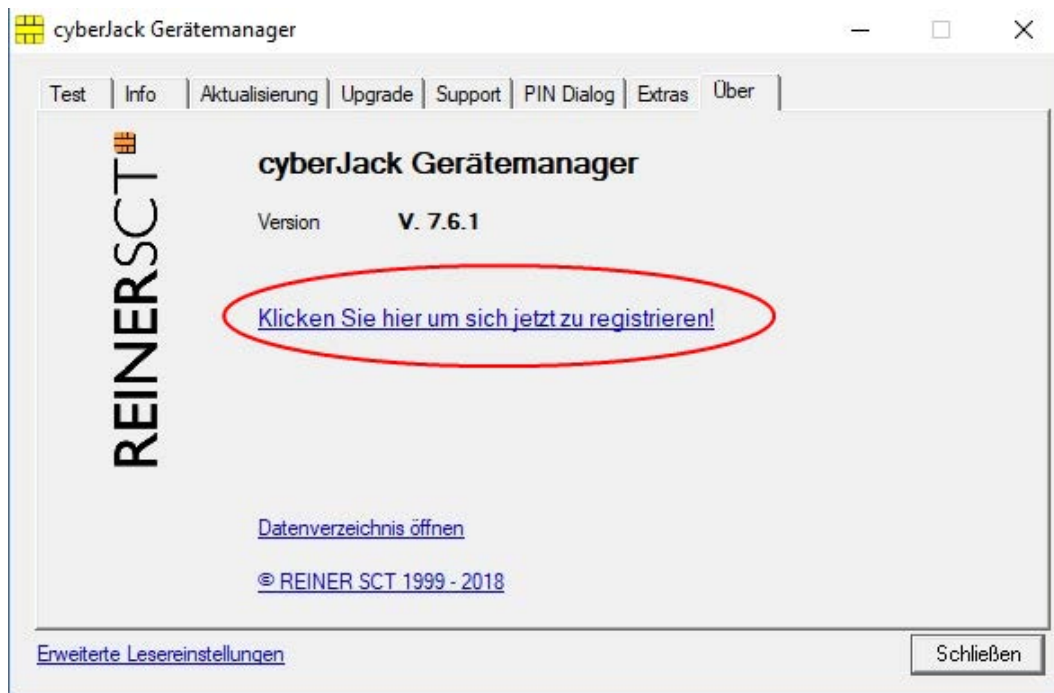 cyberJack Gerätemanager
Test Info Aktualisierung Upgrade Support PIN Dialog Extras Über
REINERSCT
cyberJack Gerätemanager
Version V. 7.6.1
Klicken Sie hier um sich jetzt zu registrieren!
Datenverzeichnis öffnen
© REINER SCT 1999 - 2018
Erweiterte Lesereinstellungen
Schließen